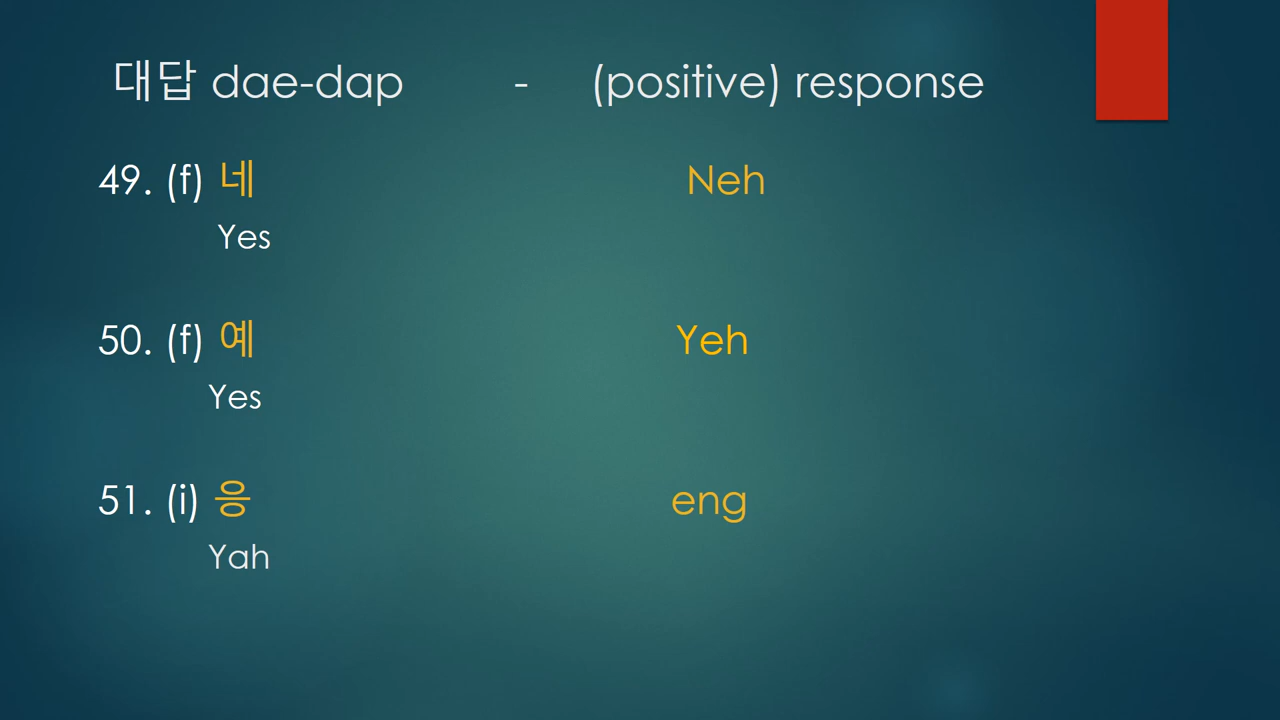 대답 dae-dap - (positive) response
49. (f) 네 Neh
Yes
50. (f) 예 Yeh
Yes
51. (i) 응 eng
Yah